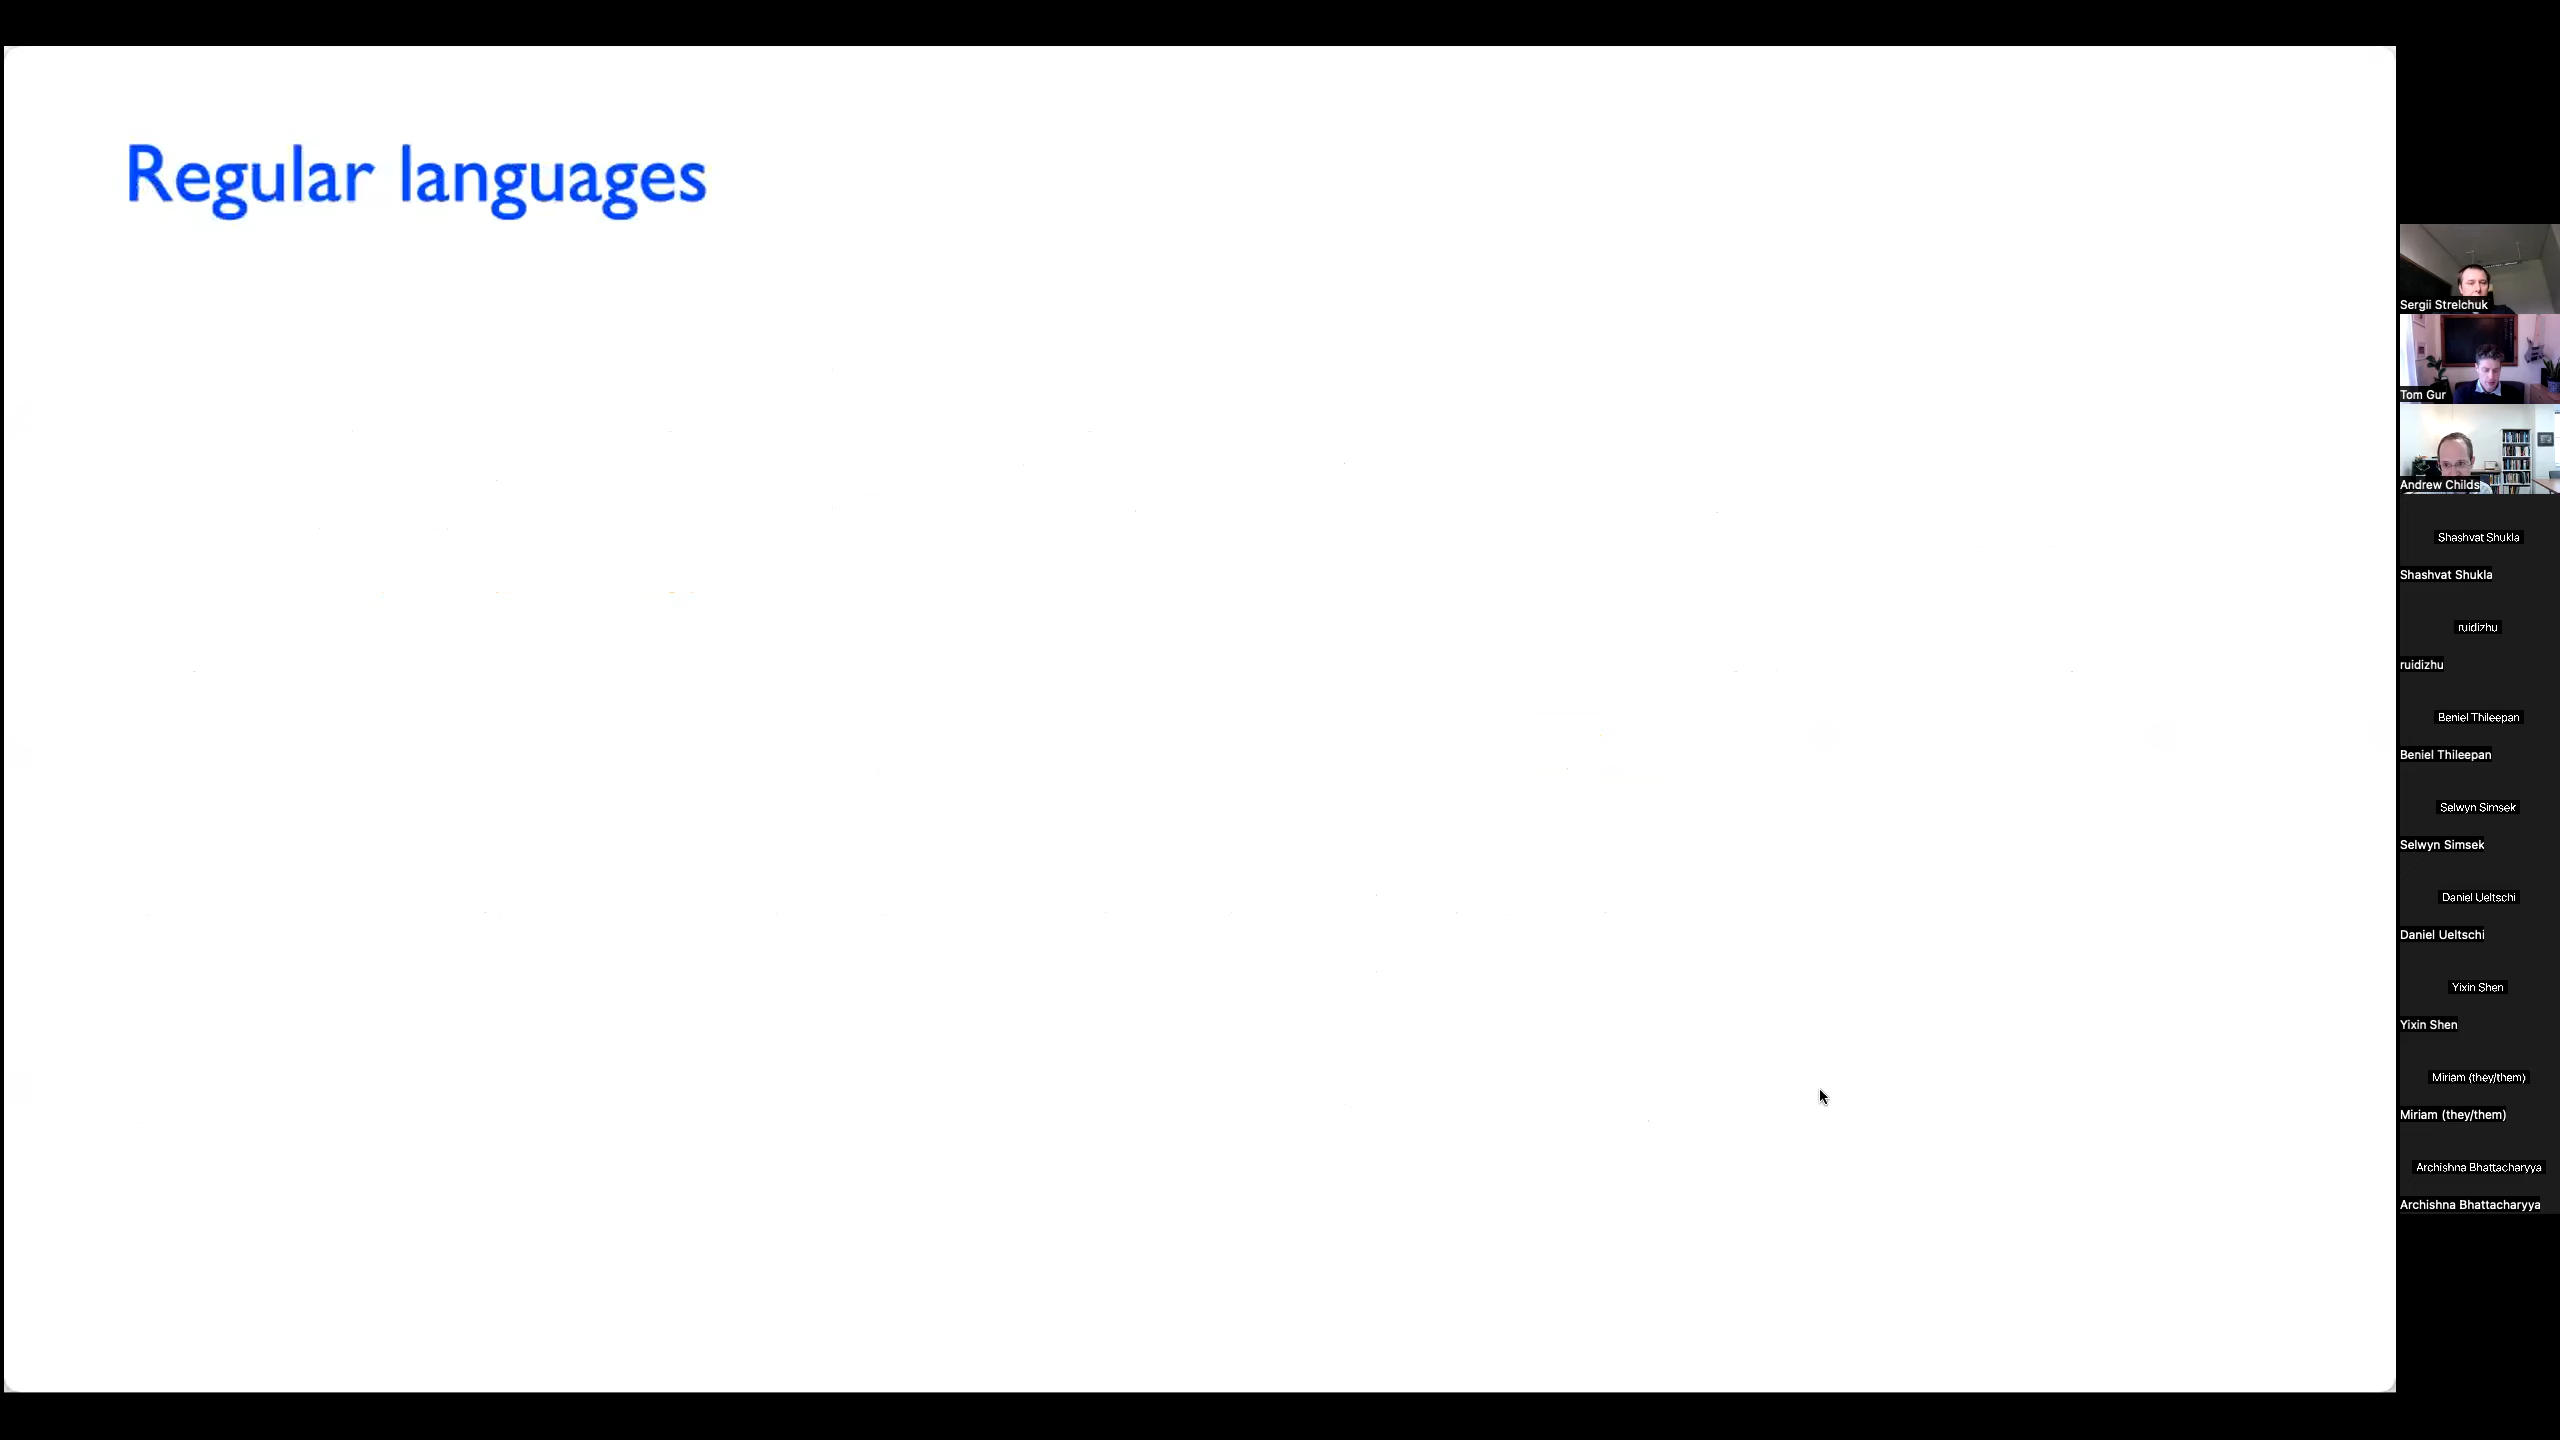 Regular languages
Sergii Strelchuk
Tom Gur
Andrew Childs
Shashvat Shukla
Shashvat Shukla
ruidizhu
ruidizhu
Beniel Thileepan
Beniel Thileepan
Selwyn Simsek
Selwyn Simsek
Daniel Ueltschi
Daniel Ueltschi
Yixin Shen
Yixin Shen
Miriam (they/them)
Miriam (they/them)
Archishna Bhattacharyya
Archishna Bhattacharyya